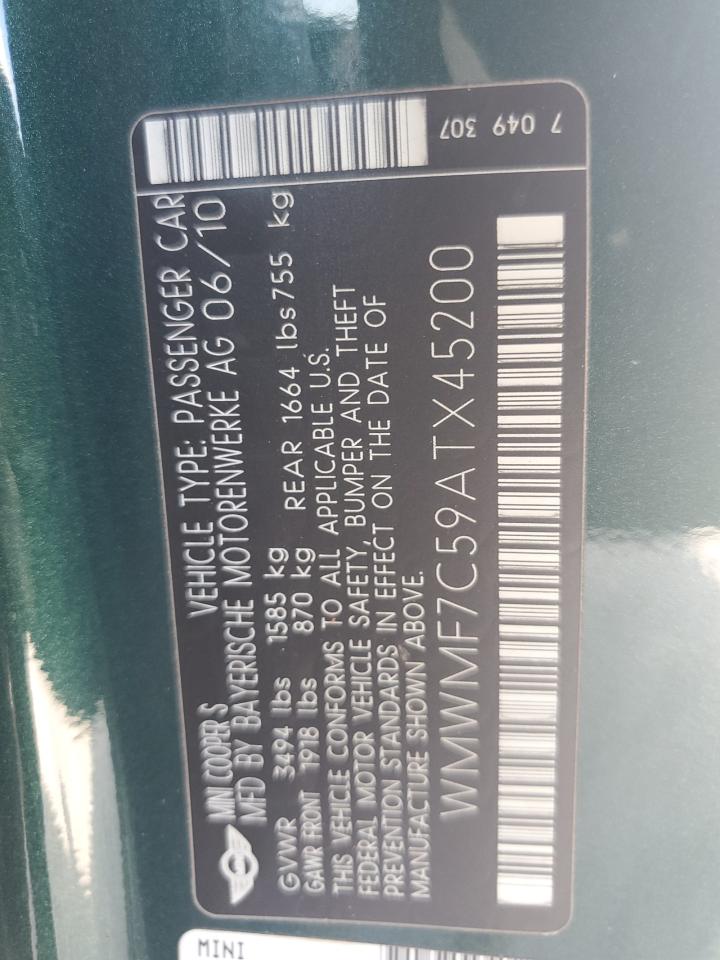 7 049 307
MINI COOPER S VEHICLE TYPE: PASSENGER CAR
MFD BY BAYERISCHE MOTORENWERKE AG 06/10
GVWR 3494 lbs 1585 kg
GAWR FRONT 1918 lbs 870 kg REAR 1664 lbs 755 kg
THIS VEHICLE CONFORMS TO ALL APPLICABLE U.S.
FEDERAL MOTOR VEHICLE SAFETY, BUMPER AND THEFT
PREVENTION STANDARDS IN EFFECT ON THE DATE OF
MANUFACTURE SHOWN ABOVE.
WMWMF7C59ATX45200
MINI